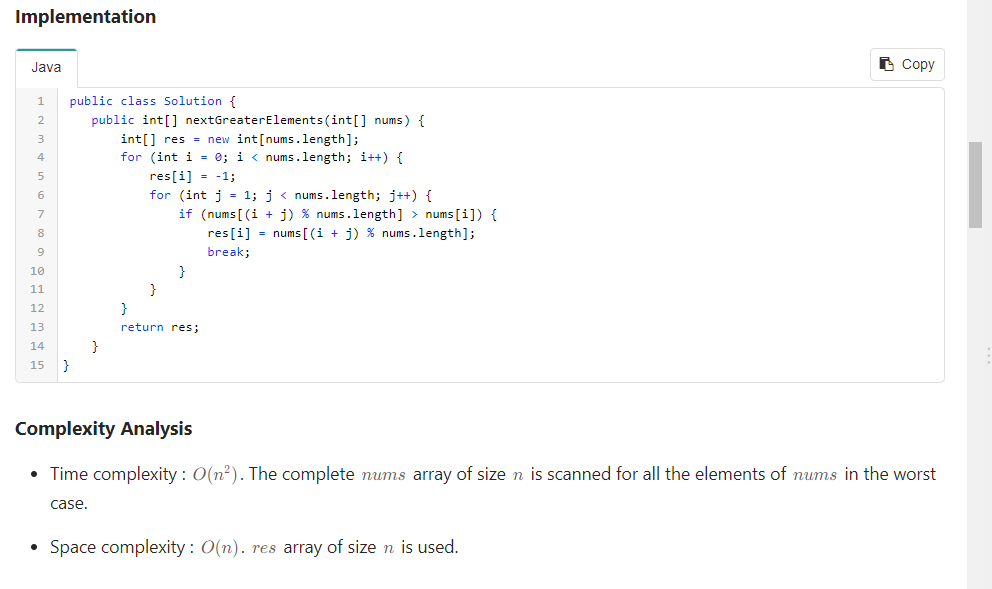 Implementation
Java
Copy
1 public class Solution {
2 public int[] nextGreaterElements(int[] nums) {
3 int[] res = new int[nums.length];
4 for (int i = 0; i < nums.length; i++) {
5 res[i] = -1;
6 for (int j = 1; j < nums.length; j++) {
7 if (nums[(i + j) % nums.length] > nums[i]) {
8 res[i] = nums[(i + j) % nums.length];
9 break;
10 }
11 }
12 }
13 return res;
14 }
15 }
Complexity Analysis
• Time complexity : O(n²). The complete nums array of size n is scanned for all the elements of nums in the worst
case.
• Space complexity : O(n). res array of size n is used.